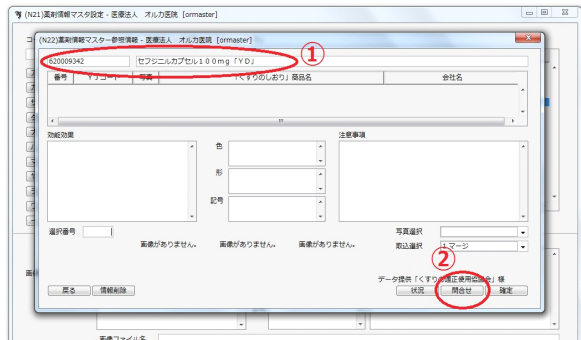 (N21)薬剤情報マスタ設定 - 医療法人 オルカ医院 [ormaster]
(N22)薬剤情報マスター参照情報 - 医療法人 オルカ医院 [ormaster]
①
620009342 セフジニルカプセル100mg「YD」
番号 YJコード 写真 「くすりのしおり」商品名 会社名
効能効果 色 注意事項
形
記号
選択番号 写真選択
画像がありません。 画像がありません。 画像がありません。 取込選択 1 マージ
②
データ提供「くすりの適正使用協議会」様
戻る 情報削除 状況 問合せ 確定
画像ファイル名